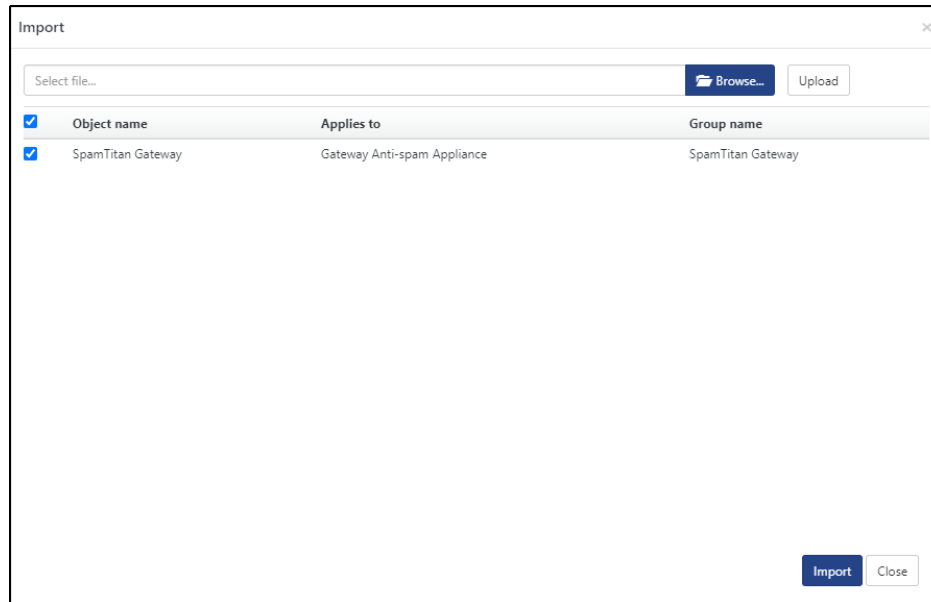 Import ×
Select file... Browse... Upload
Object name Applies to Group name
SpamTitan Gateway Gateway Anti-spam Appliance SpamTitan Gateway
Import Close